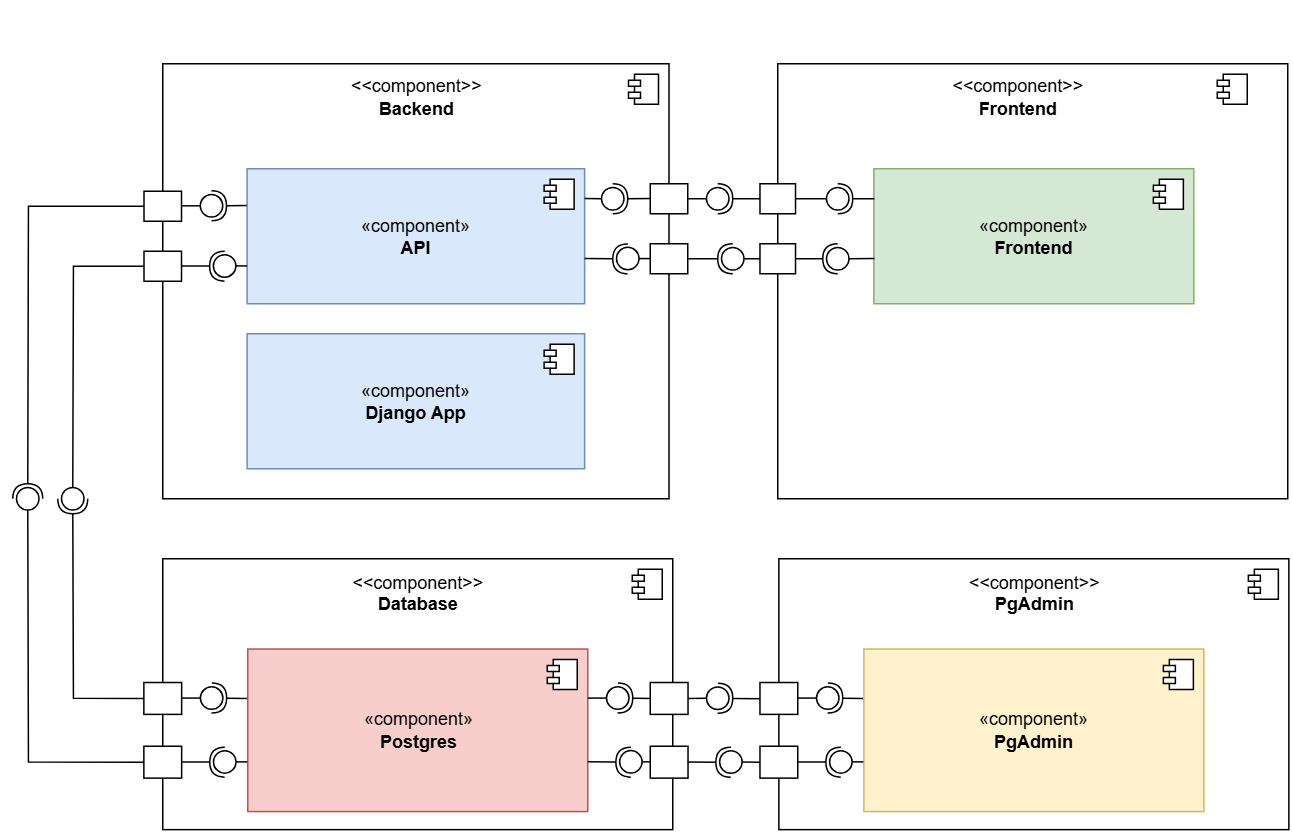 <<component>>
Backend
<<component>>
Frontend
«component»
API
«component»
Frontend
«component»
Django App
<<component>>
Database
<<component>>
PgAdmin
«component»
Postgres
«component»
PgAdmin